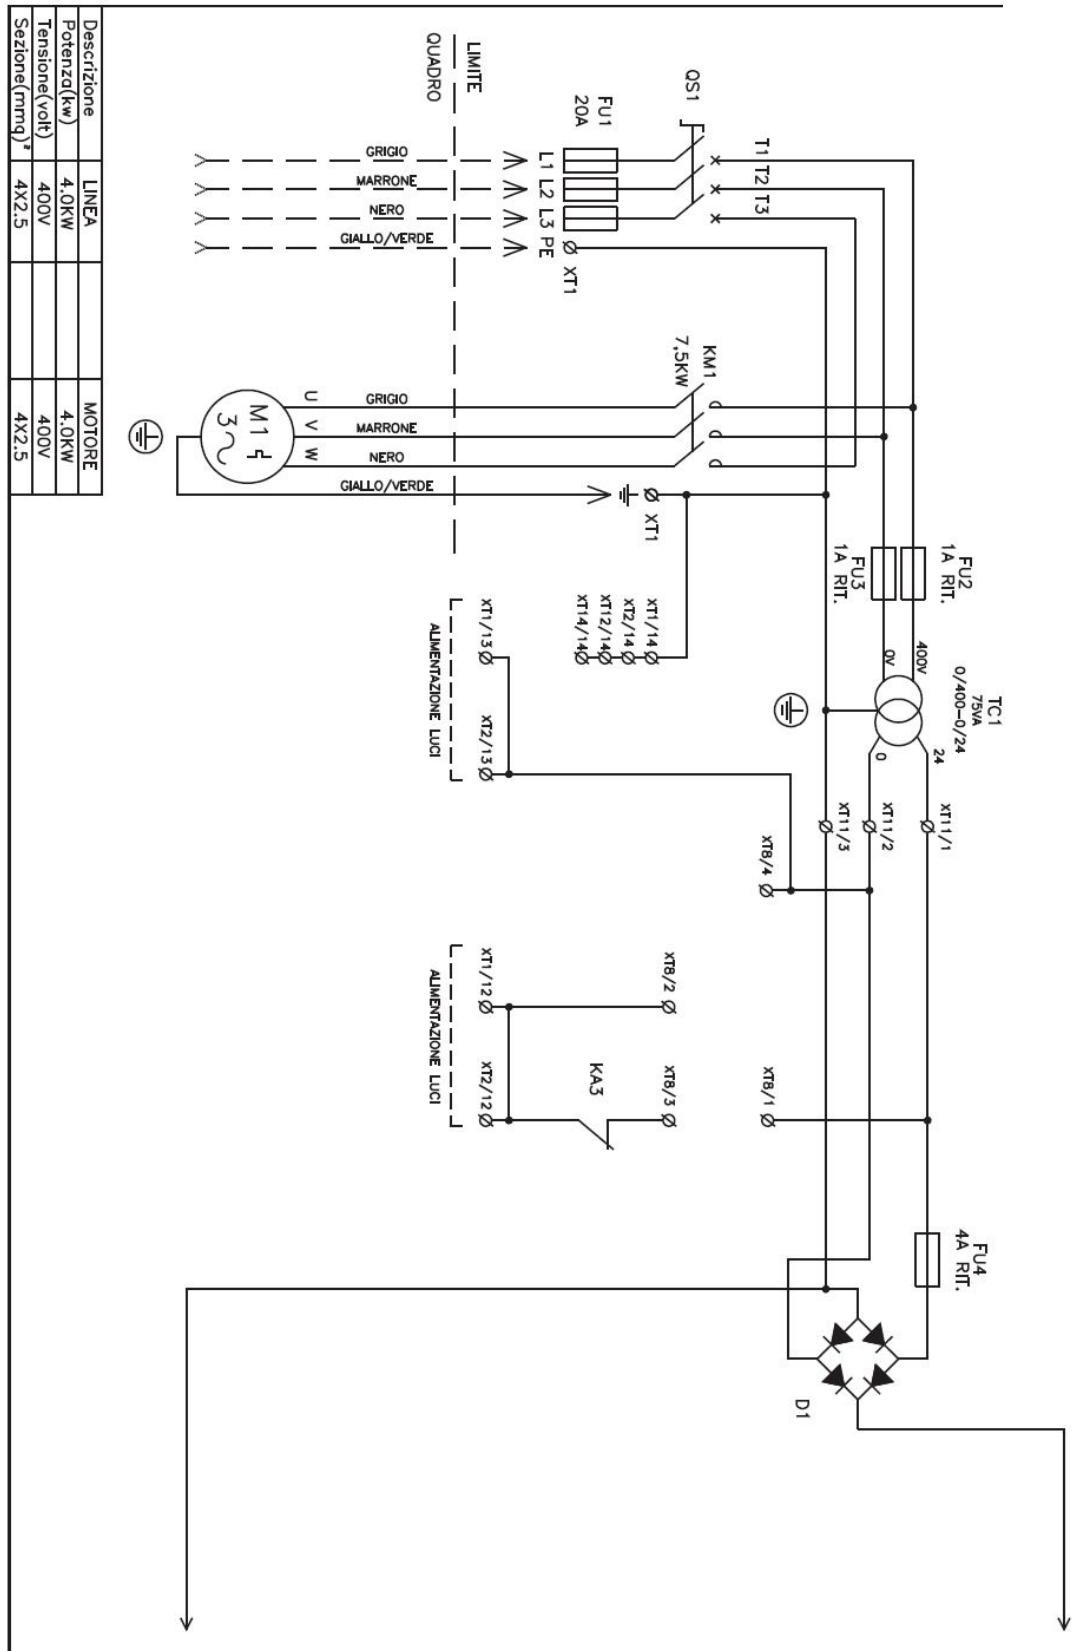 Descrizione LINEA MOTORE
Potenza(kw) 4.0KW 4.0KW
Tensione(volt) 400V 400V
Sezione(mmq)² 4X2.5 4X2.5
LIMITE
QUADRO
GRIGIO
MARRONE
NERO
GIALLO/VERDE
L1
L2
L3
PE
XT1
FU1
20A
QS1
T1
T2
T3
KM1
7,5KW
M1
3
U
V
W
GRIGIO
MARRONE
NERO
GIALLO/VERDE
XT1
FU2
1A RIT.
FU3
1A RIT.
XT1/14
XT2/14
XT12/14
XT14/14
TC1
75VA
0/400-0/24
400V
0V
24
0
XT11/1
XT11/2
XT11/3
XT1/13
XT2/13
ALIMENTAZIONE LUCI
XT8/4
XT8/2
XT8/3
XT8/1
KA3
XT1/12
XT2/12
ALIMENTAZIONE LUCI
FU4
4A RIT.
D1